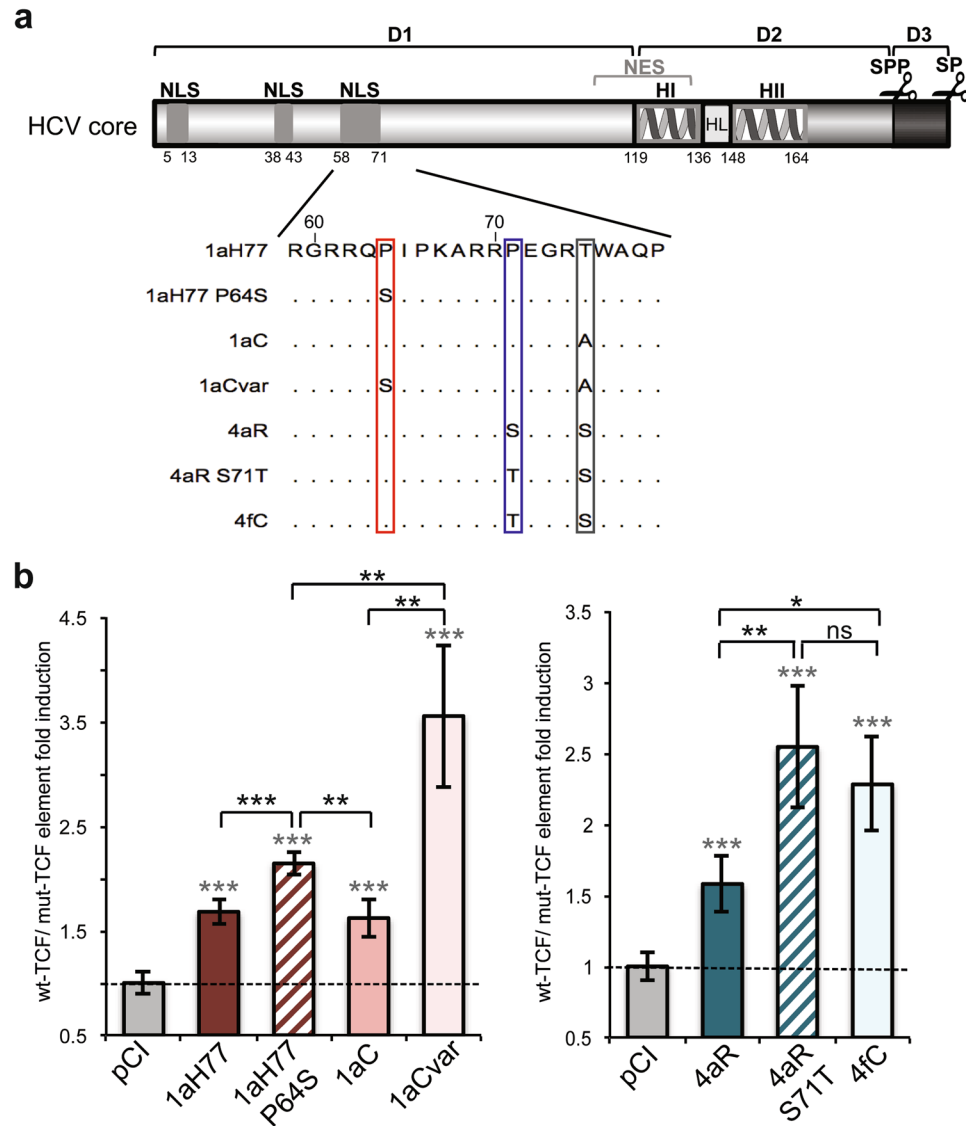 a
D1 D2 D3
NES SPP SP
NLS NLS NLS HI HII
HCV core HL
5 13 38 43 58 71 119 136 148 164
60 70
1aH77 RGRRQPIPKARRPEGRTWAQP
1aH77 P64S . . . . . S . . . . . . . . . . . . . . .
1aC . . . . . . . . . . . . . . . . A . . . .
1aCvar . . . . . S . . . . . . . . . . A . . . .
4aR . . . . . . . . . . . . S . . . S . . . .
4aR S71T . . . . . . . . . . . . T . . . S . . . .
4fC . . . . . . . . . . . . T . . . S . . . .
b
wt-TCF/ mut-TCF element fold induction
4.5
3.5
2.5
1.5
0.5
**
**
***
*** **
***
*** ***
pCI 1aH77 1aH77 P64S 1aC 1aCvar
wt-TCF/ mut-TCF element fold induction
3.5
3
2.5
2
1.5
1
0.5
*
** ns
***
***
***
pCI 4aR 4aR S71T 4fC